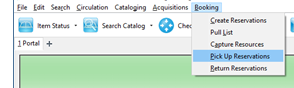 File Edit Search Circulation Cataloging Acquisitions Booking
Item Status Search Catalog Chec
Create Reservations
Pull List
Capture Resources
Pick Up Reservations
Return Reservations
1 Portal +